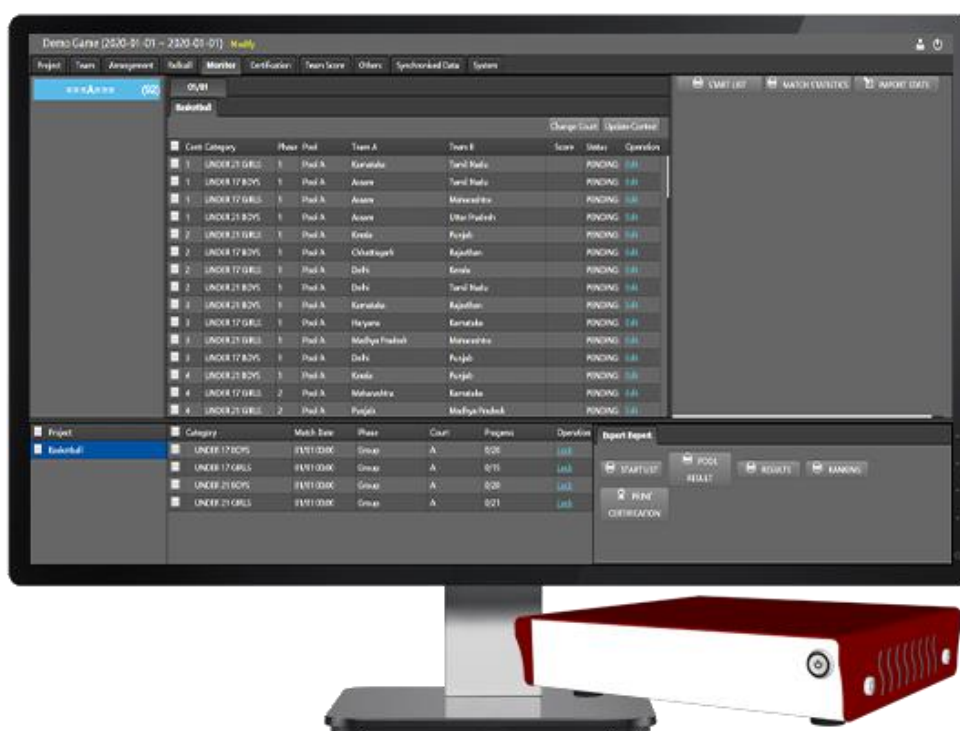 Demo Game (2020-01-01 ~ 2020-01-01) Modify
Project Team Arrangement Rollcall Monitor Certification Team Score Others Synchronised Data System
===A=== (92)
01/01
START LIST MATCH STATISTICS IMPORT STATS
Basketball
Change Court Update Contest
Cont Category Phase Pool Team A Team B Score Status Operation
1 UNDER 21 GIRLS 1 Pool A Karnataka Tamil Nadu PENDING Edit
1 UNDER 17 BOYS 1 Pool A Assam Tamil Nadu PENDING Edit
1 UNDER 17 GIRLS 1 Pool A Assam Maharashtra PENDING Edit
1 UNDER 21 BOYS 1 Pool A Assam Uttar Pradesh PENDING Edit
2 UNDER 21 GIRLS 1 Pool A Kerala Punjab PENDING Edit
2 UNDER 17 BOYS 1 Pool A Chhattisgarh Rajasthan PENDING Edit
2 UNDER 17 GIRLS 1 Pool A Delhi Kerala PENDING Edit
2 UNDER 21 BOYS 1 Pool A Delhi Tamil Nadu PENDING Edit
3 UNDER 21 BOYS 1 Pool A Karnataka Rajasthan PENDING Edit
3 UNDER 17 GIRLS 1 Pool A Haryana Karnataka PENDING Edit
3 UNDER 21 GIRLS 1 Pool A Madhya Pradesh Maharashtra PENDING Edit
3 UNDER 17 BOYS 1 Pool A Delhi Punjab PENDING Edit
4 UNDER 21 BOYS 1 Pool A Kerala Punjab PENDING Edit
4 UNDER 17 GIRLS 2 Pool A Maharashtra Karnataka PENDING Edit
4 UNDER 21 GIRLS 2 Pool A Punjab Madhya Pradesh PENDING Edit
Project
Basketball
Category Match Date Phase Court Progress Operation
UNDER 17 BOYS 01/01 00:00 Group A 0/26 Lock
UNDER 17 GIRLS 01/01 00:00 Group A 0/15 Lock
UNDER 21 BOYS 01/01 00:00 Group A Lock
UNDER 21 GIRLS 01/01 00:00 Group A 0/21 Lock
Export Report
START LIST POOL RESULT RESULTS RANKING
PRINT CERTIFICATION